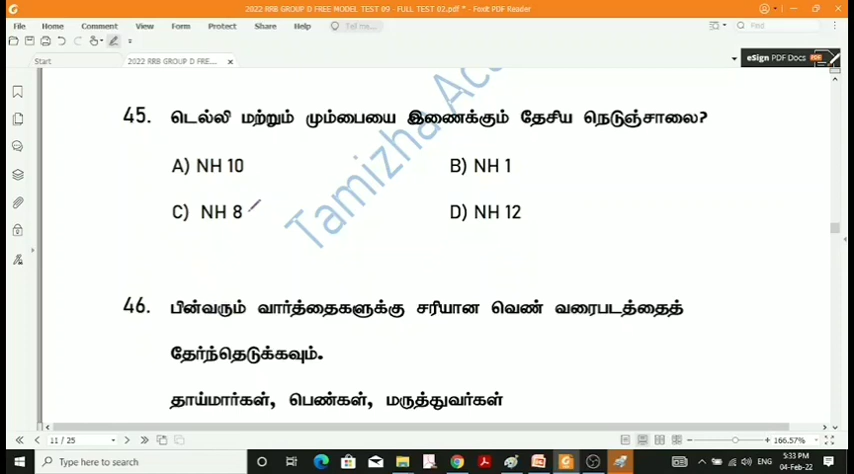 2022 RRB GROUP D FREE MODEL TEST 09 - FULL TEST 02.pdf * - Foxit PDF Reader
File Home Comment View Form Protect Share Help Tell me... Find
Start 2022 RRB GROUP D FRE... eSign PDF Docs
45. டெல்லி மற்றும் மும்பையை இணைக்கும் தேசிய நெடுஞ்சாலை?
A) NH 10 B) NH 1
C) NH 8 D) NH 12
Tamizha Aca
46. பின்வரும் வார்த்தைகளுக்கு சரியான வெண் வரைபடத்தைத்
தேர்ந்தெடுக்கவும்.
தாய்மார்கள், பெண்கள், மருத்துவர்கள்
11 / 25 166.57%
Type here to search ENG 5:33 PM
04-Feb-22